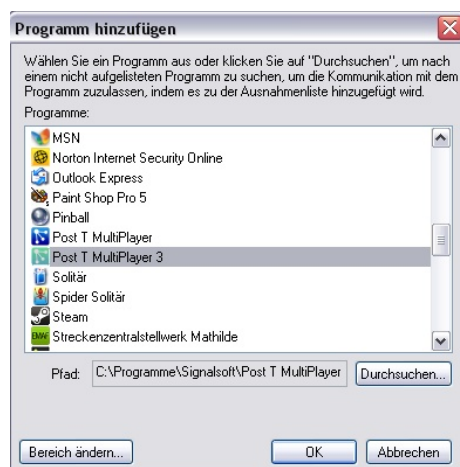 Programm hinzufügen
Wählen Sie ein Programm aus oder klicken Sie auf "Durchsuchen", um nach
einem nicht aufgelisteten Programm zu suchen, um die Kommunikation mit dem
Programm zuzulassen, indem es zu der Ausnahmenliste hinzugefügt wird.
Programme:
MSN
Norton Internet Security Online
Outlook Express
Paint Shop Pro 5
Pinball
Post T MultiPlayer
Post T MultiPlayer 3
Solitär
Spider Solitär
Steam
Streckenzentralstellwerk Mathilde
Pfad: C:\Programme\Signalsoft\Post T MultiPlayer Durchsuchen...
Bereich ändern... OK Abbrechen